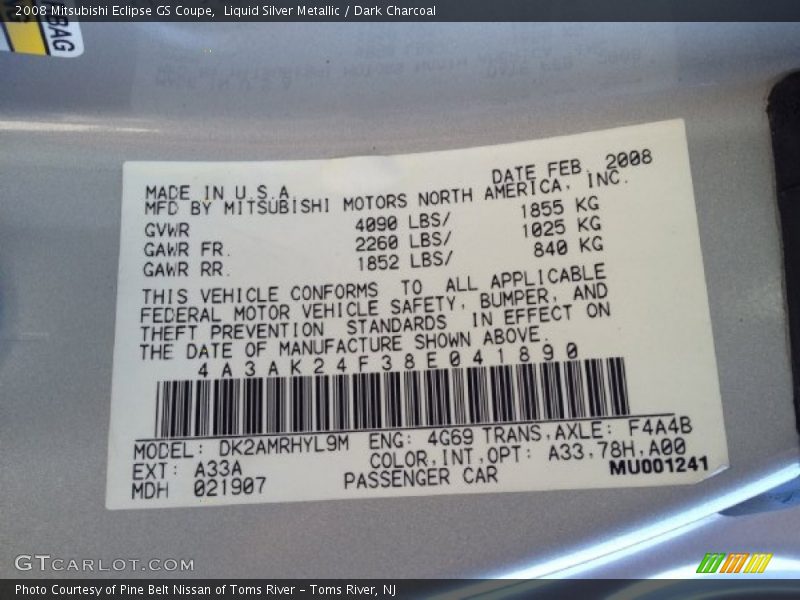 2008 Mitsubishi Eclipse GS Coupe,  Liquid Silver Metallic / Dark Charcoal
BAG
MADE IN U.S.A. DATE FEB, 2008
MFD BY MITSUBISHI MOTORS NORTH AMERICA, INC.
GVWR 4090 LBS/ 1855 KG
GAWR FR. 2260 LBS/ 1025 KG
GAWR RR. 1852 LBS/ 840 KG
THIS VEHICLE CONFORMS TO ALL APPLICABLE
FEDERAL MOTOR VEHICLE SAFETY, BUMPER, AND
THEFT PREVENTION STANDARDS IN EFFECT ON
THE DATE OF MANUFACTURE SHOWN ABOVE.
4A3AK24F38E041890
MODEL: DK2AMRHYL9M ENG: 4G69 TRANS,AXLE: F4A4B
EXT: A33A COLOR,INT,OPT: A33,78H,A00
MDH 021907 PASSENGER CAR MU001241
GTCARLOT.COM
Photo Courtesy of Pine Belt Nissan of Toms River – Toms River, NJ